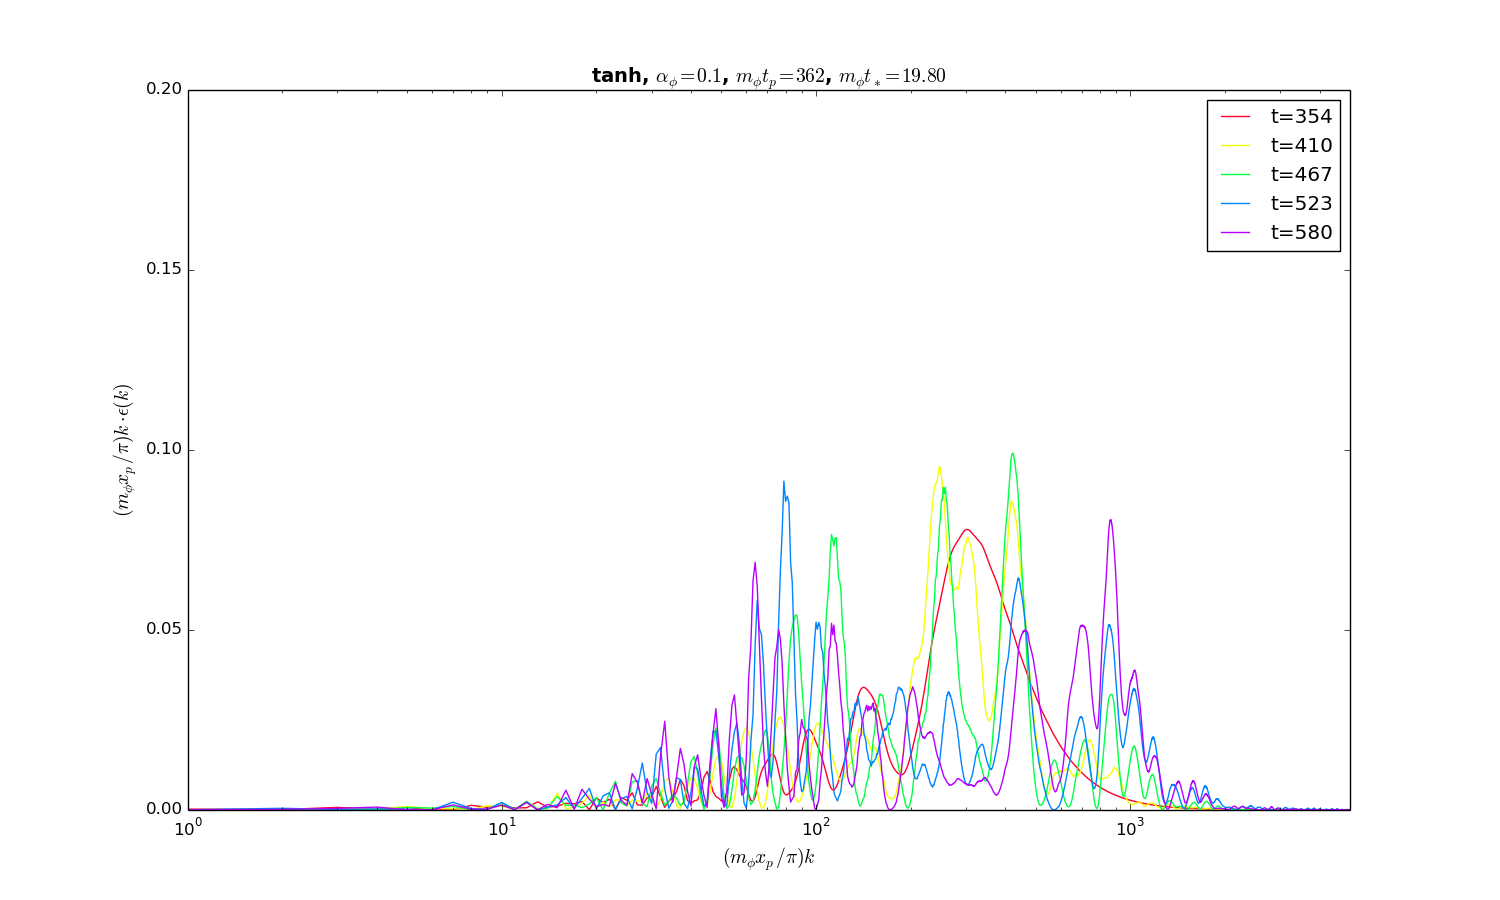 tanh, α_ϕ=0.1, m_ϕt_p=362, m_ϕt_*=19.80
0.20
t=354
t=410
t=467
t=523
t=580
0.15
0.10
(m_ϕx_p/π)k·ϵ(k)
0.05
0.00
10^0 10^1 10^2 10^3
(m_ϕx_p/π)k